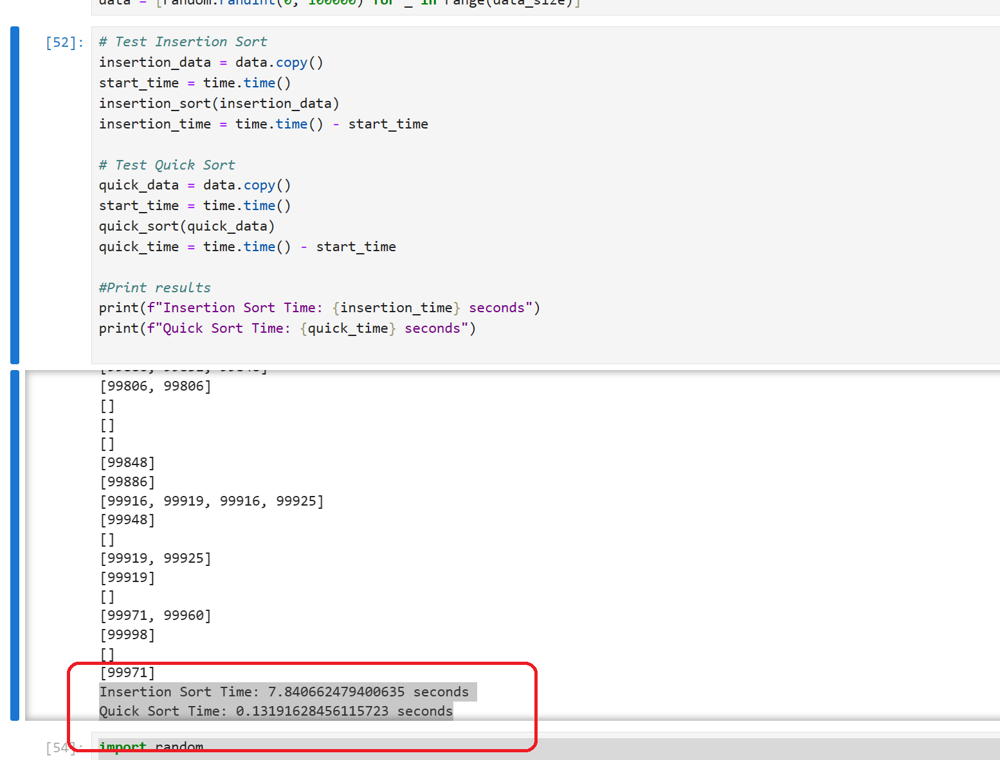 data = [random.randint(0, 100000) for _ in range(data_size)]
[52]:
# Test Insertion Sort
insertion_data = data.copy()
start_time = time.time()
insertion_sort(insertion_data)
insertion_time = time.time() - start_time
# Test Quick Sort
quick_data = data.copy()
start_time = time.time()
quick_sort(quick_data)
quick_time = time.time() - start_time
#Print results
print(f"Insertion Sort Time: {insertion_time} seconds")
print(f"Quick Sort Time: {quick_time} seconds")
[99806, 99806]
[]
[]
[]
[99848]
[99886]
[99916, 99919, 99916, 99925]
[99948]
[]
[99919, 99925]
[99919]
[]
[99971, 99960]
[99998]
[]
[99971]
Insertion Sort Time: 7.840662479400635 seconds
Quick Sort Time: 0.13191628456115723 seconds
[54]:
import random